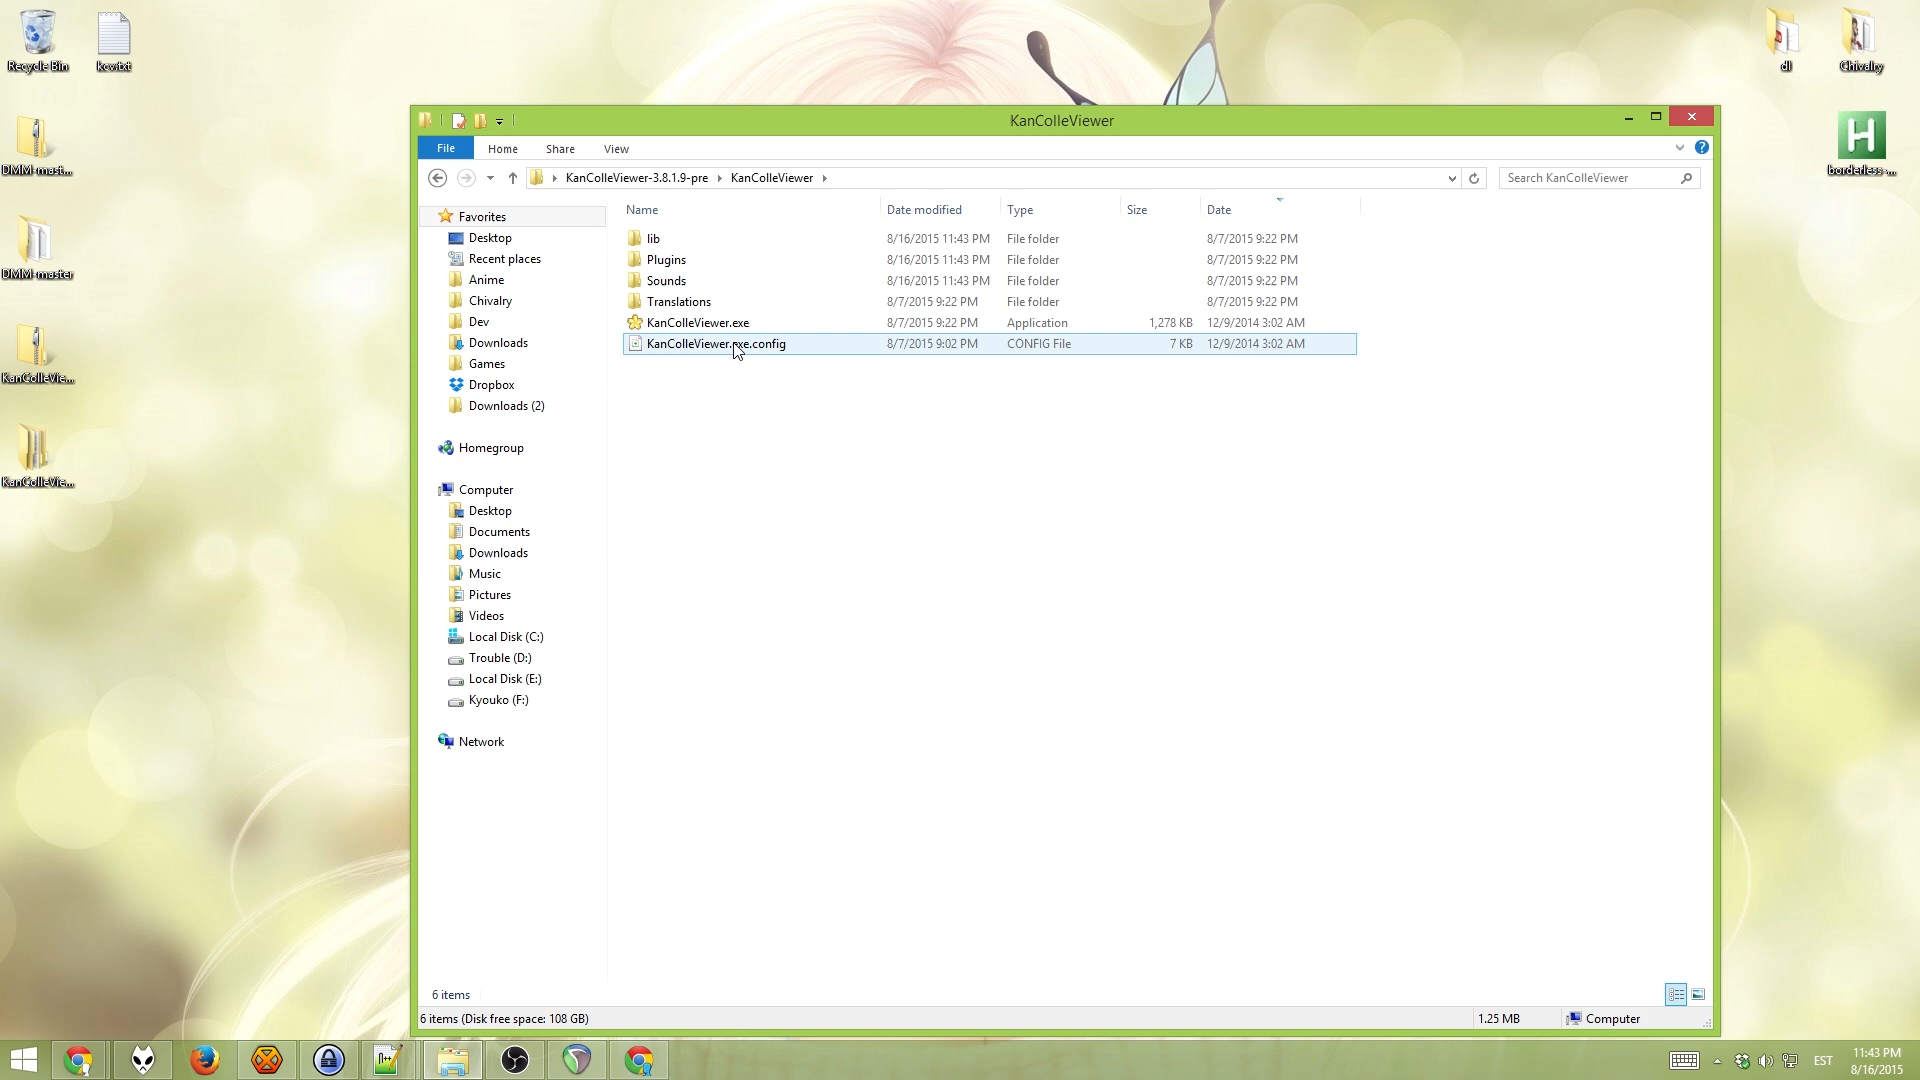 Recycle Bin
kcv.txt
DMM-mast...
DMM-master
KanColleVie...
KanColleVie...
dl
Chivalry
borderless-...
KanColleViewer
File
Home
Share
View
KanColleViewer-3.8.1.9-pre
KanColleViewer
Search KanColleViewer
Favorites
Desktop
Recent places
Anime
Chivalry
Dev
Downloads
Games
Dropbox
Downloads (2)
Homegroup
Computer
Desktop
Documents
Downloads
Music
Pictures
Videos
Local Disk (C:)
Trouble (D:)
Local Disk (E:)
Kyouko (F:)
Network
Name Date modified Type Size Date
lib 8/16/2015 11:43 PM File folder 8/7/2015 9:22 PM
Plugins 8/16/2015 11:43 PM File folder 8/7/2015 9:22 PM
Sounds 8/16/2015 11:43 PM File folder 8/7/2015 9:22 PM
Translations 8/7/2015 9:22 PM File folder 8/7/2015 9:22 PM
KanColleViewer.exe 8/7/2015 9:22 PM Application 1,278 KB 12/9/2014 3:02 AM
KanColleViewer.exe.config 8/7/2015 9:02 PM CONFIG File 7 KB 12/9/2014 3:02 AM
6 items
6 items (Disk free space: 108 GB)
1.25 MB
Computer
EST
11:43 PM
8/16/2015